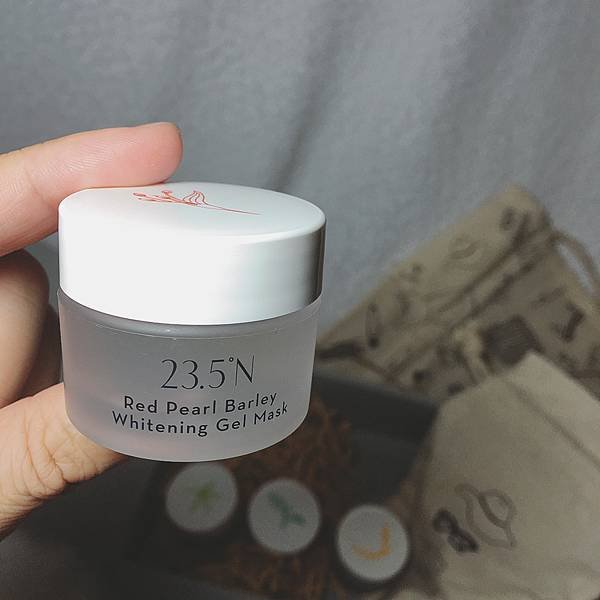 23.5°N
Red Pearl Barley
Whitening Gel Mask